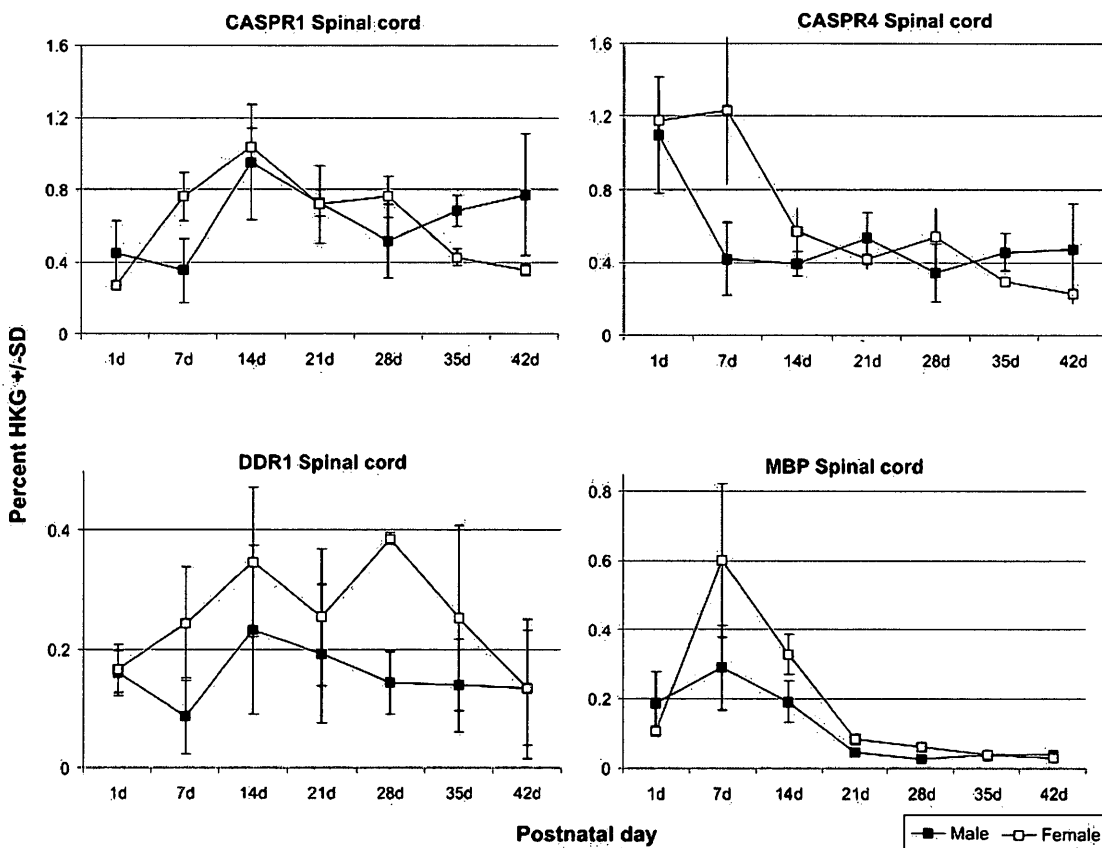 CASPR1 Spinal cord
1.6
1.2
0.8
0.4
0
1d 7d 14d 21d 28d 35d 42d
CASPR4 Spinal cord
1.6
1.2
0.8
0.4
0
1d 7d 14d 21d 28d 35d 42d
Percent HKG +/-SD
DDR1 Spinal cord
0.4
0.2
0
1d 7d 14d 21d 28d 35d 42d
MBP Spinal cord
0.8
0.6
0.4
0.2
0
1d 7d 14d 21d 28d 35d 42d
Postnatal day
Male Female